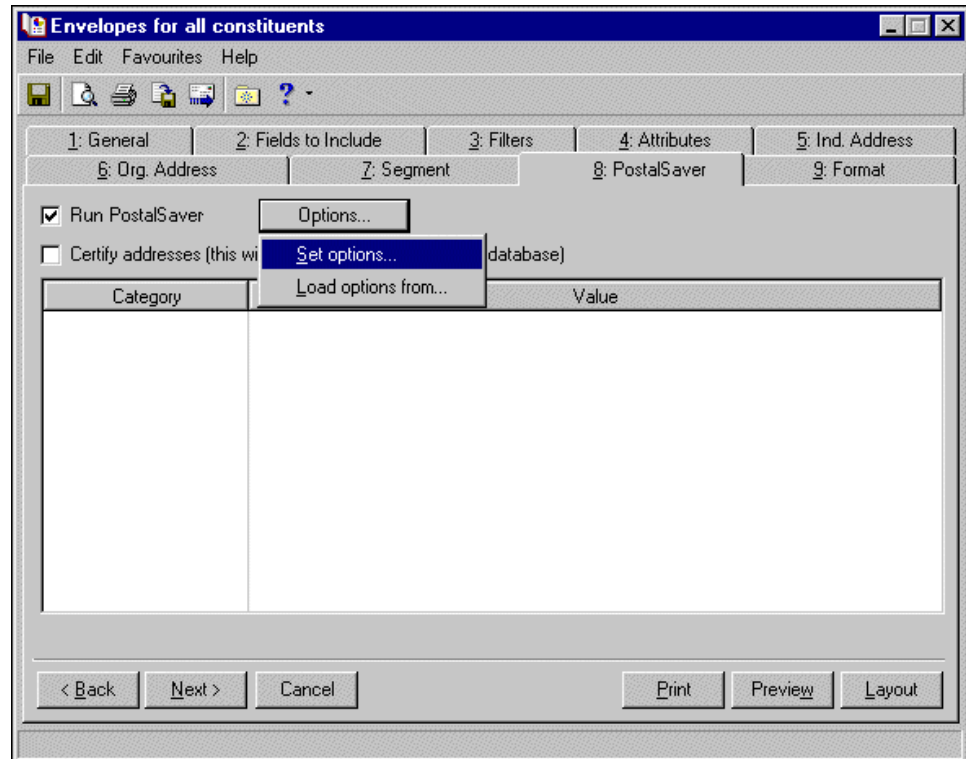 Envelopes for all constituents
File Edit Favourites Help
1: General 2: Fields to Include 3: Filters 4: Attributes 5: Ind. Address
6: Org. Address 7: Segment 8: PostalSaver 9: Format
Run PostalSaver Options...
Certify addresses (this wi Set options... database)
Load options from...
Category Value
< Back Next > Cancel Print Preview Layout